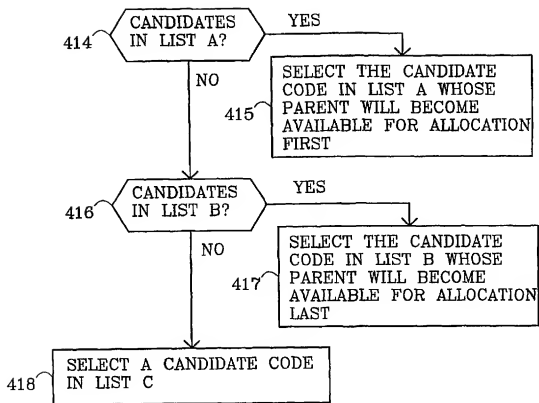 CANDIDATES
IN LIST A?
414
YES
NO
SELECT THE CANDIDATE
CODE IN LIST A WHOSE
PARENT WILL BECOME
AVAILABLE FOR ALLOCATION
FIRST
415
CANDIDATES
IN LIST B?
416
YES
NO
SELECT THE CANDIDATE
CODE IN LIST B WHOSE
PARENT WILL BECOME
AVAILABLE FOR ALLOCATION
LAST
417
SELECT A CANDIDATE CODE
IN LIST C
418